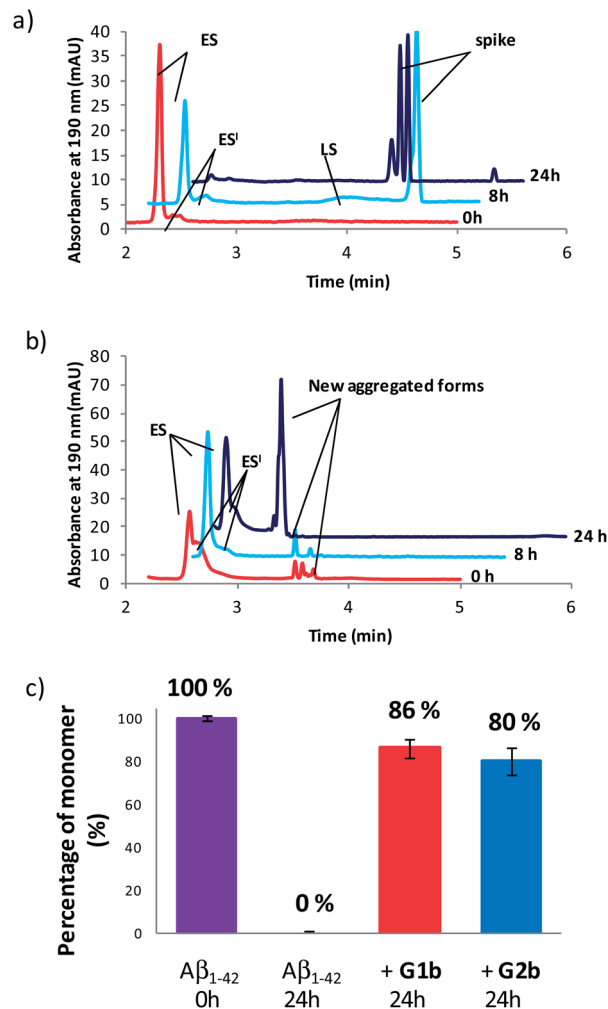 a)
Absorbance at 190 nm (mAU)
40
35
30
25
20
15
10
5
0
ES
ES^I
LS
spike
24h
8h
0h
2 3 4 5 6
Time (min)
b)
Absorbance at 190 nm (mAU)
80
70
60
50
40
30
20
10
0
ES
ES^I
New aggregated forms
24 h
8 h
0 h
2 3 4 5 6
Time (min)
c)
Percentage of monomer
(%)
100
80
60
40
20
0
100 %
0 %
86 %
80 %
Aβ1-42 Aβ1-42 + G1b + G2b
0h 24h 24h 24h